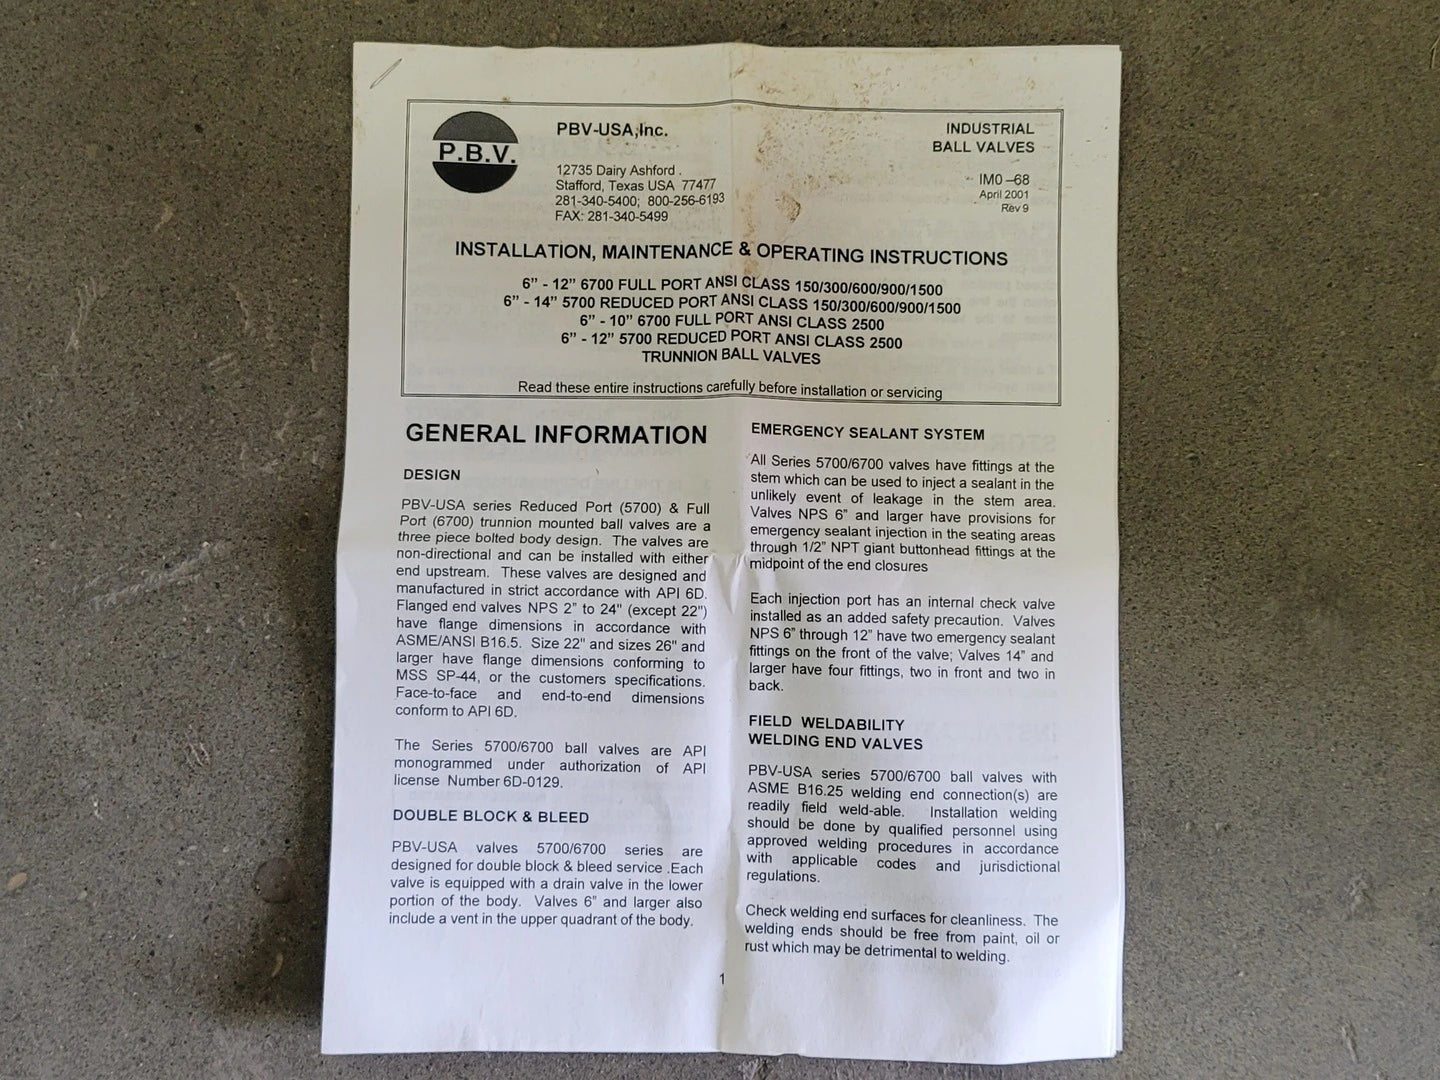 P.B.V.
PBV-USA,Inc.
12735 Dairy Ashford .
Stafford, Texas USA 77477
281-340-5400; 800-256-6193
FAX: 281-340-5499
INDUSTRIAL
BALL VALVES
IM0 –68
April 2001
Rev 9
INSTALLATION, MAINTENANCE & OPERATING INSTRUCTIONS
6” - 12” 6700 FULL PORT ANSI CLASS 150/300/600/900/1500
6” - 14” 5700 REDUCED PORT ANSI CLASS 150/300/600/900/1500
6” - 10” 6700 FULL PORT ANSI CLASS 2500
6” - 12” 5700 REDUCED PORT ANSI CLASS 2500
TRUNNION BALL VALVES
Read these entire instructions carefully before installation or servicing
GENERAL INFORMATION
DESIGN
PBV-USA series Reduced Port (5700) & Full
Port (6700) trunnion mounted ball valves are a
three piece bolted body design. The valves are
non-directional and can be installed with either
end upstream. These valves are designed and
manufactured in strict accordance with API 6D.
Flanged end valves NPS 2” to 24" (except 22”)
have flange dimensions in accordance with
ASME/ANSI B16.5. Size 22" and sizes 26" and
larger have flange dimensions conforming to
MSS SP-44, or the customers specifications.
Face-to-face and end-to-end dimensions
conform to API 6D.
The Series 5700/6700 ball valves are API
monogrammed under authorization of API
license Number 6D-0129.
DOUBLE BLOCK & BLEED
PBV-USA valves 5700/6700 series are
designed for double block & bleed service .Each
valve is equipped with a drain valve in the lower
portion of the body. Valves 6” and larger also
include a vent in the upper quadrant of the body.
EMERGENCY SEALANT SYSTEM
All Series 5700/6700 valves have fittings at the
stem which can be used to inject a sealant in the
unlikely event of leakage in the stem area.
Valves NPS 6” and larger have provisions for
emergency sealant injection in the seating areas
through 1/2” NPT giant buttonhead fittings at the
midpoint of the end closures
Each injection port has an internal check valve
installed as an added safety precaution. Valves
NPS 6” through 12” have two emergency sealant
fittings on the front of the valve; Valves 14” and
larger have four fittings, two in front and two in
back.
FIELD WELDABILITY
WELDING END VALVES
PBV-USA series 5700/6700 ball valves with
ASME B16.25 welding end connection(s) are
readily field weld-able. Installation welding
should be done by qualified personnel using
approved welding procedures in accordance
with applicable codes and jurisdictional
regulations.
Check welding end surfaces for cleanliness. The
welding ends should be free from paint, oil or
rust which may be detrimental to welding.
1